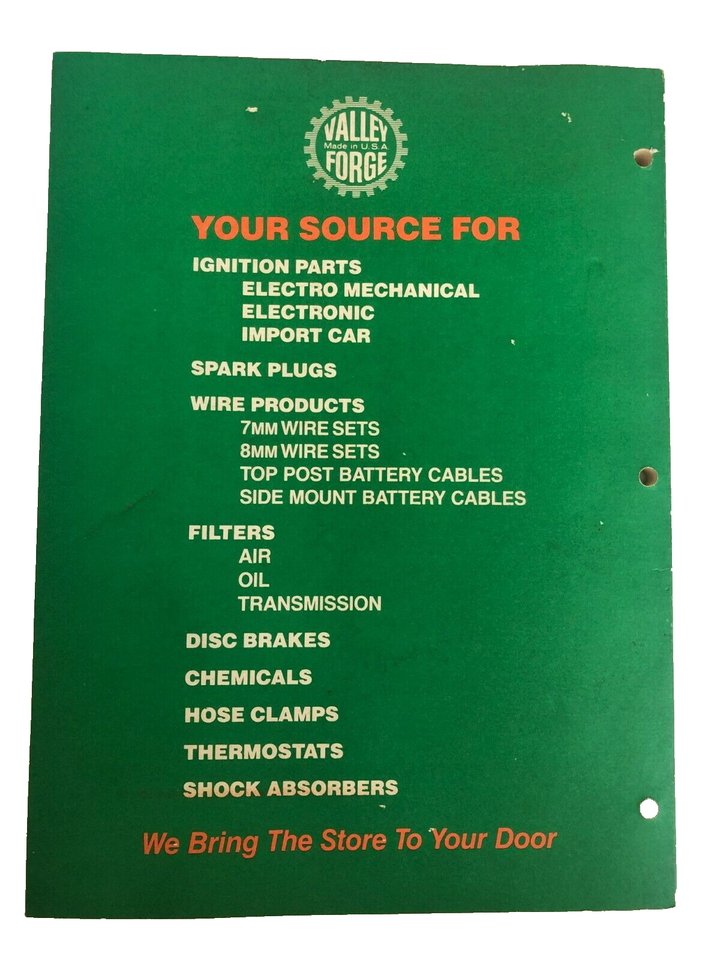 VALLEY
Made in U.S.A.
FORGE
YOUR SOURCE FOR
IGNITION PARTS
ELECTRO MECHANICAL
ELECTRONIC
IMPORT CAR
SPARK PLUGS
WIRE PRODUCTS
7MM WIRE SETS
8MM WIRE SETS
TOP POST BATTERY CABLES
SIDE MOUNT BATTERY CABLES
FILTERS
AIR
OIL
TRANSMISSION
DISC BRAKES
CHEMICALS
HOSE CLAMPS
THERMOSTATS
SHOCK ABSORBERS
We Bring The Store To Your Door